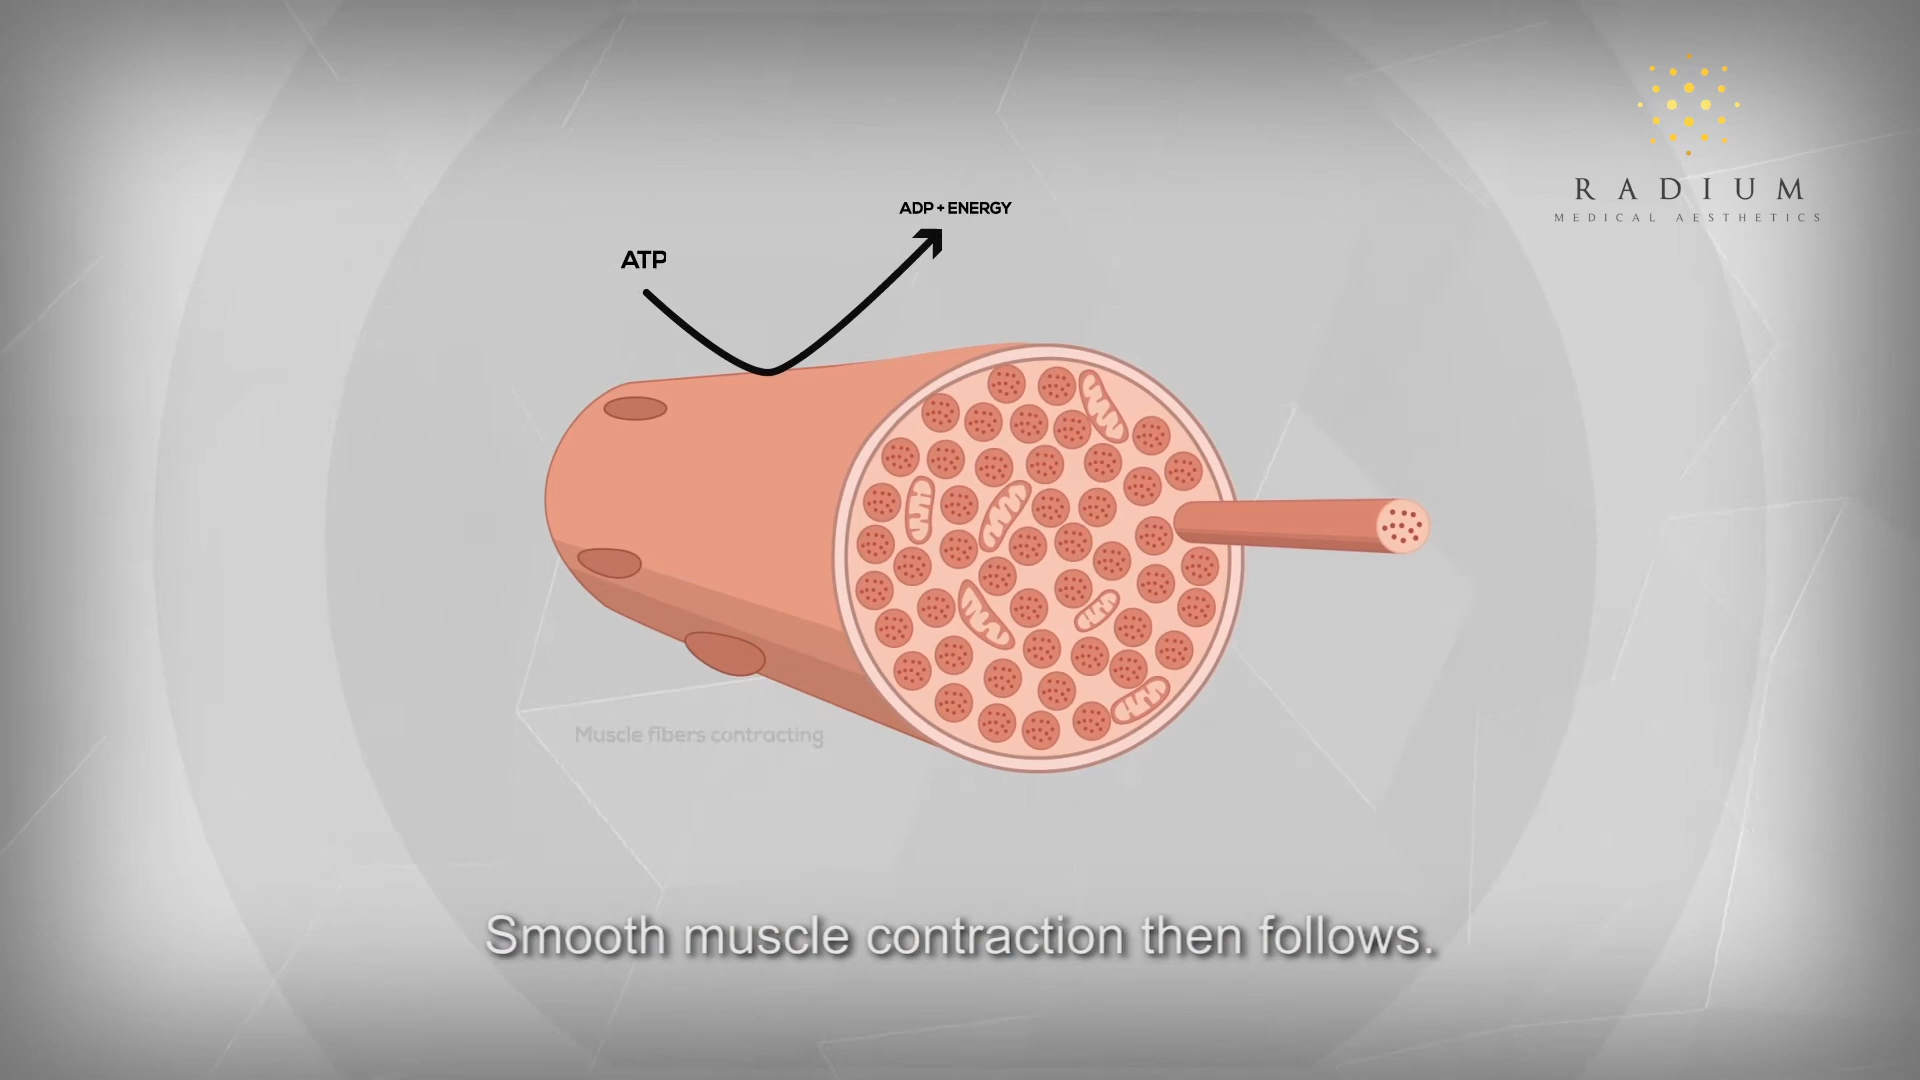 RADIUM
MEDICAL AESTHETICS
ADP + ENERGY
ATP
Muscle fibers contracting
Smooth muscle contraction then follows.